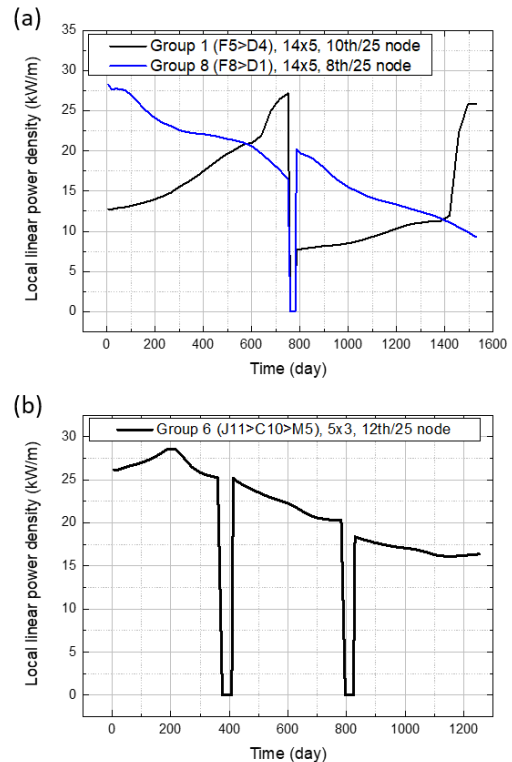 (a)
Group 1 (F5>D4), 14x5, 10th/25 node
Group 8 (F8>D1), 14x5, 8th/25 node
Local linear power density (kW/m)
35
30
25
20
15
10
5
0
0 200 400 600 800 1000 1200 1400 1600
Time (day)
(b)
Group 6 (J11>C10>M5), 5x3, 12th/25 node
Local linear power density (kW/m)
30
25
20
15
10
5
0
0 200 400 600 800 1000 1200
Time (day)